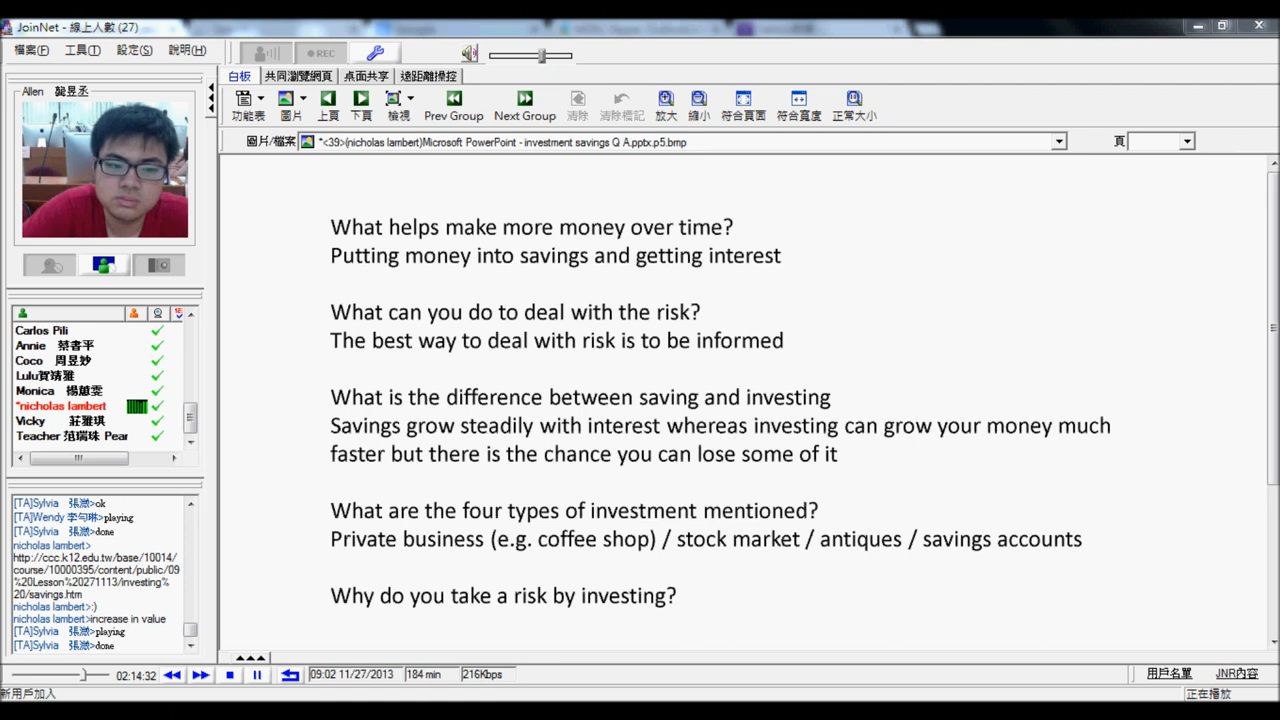 JoinNet - 線上人數 (27)
檔案(F) 工具(T) 設定(S) 說明(H)
REC
白板 共同瀏覽網頁 桌面共享 遠距離操控
功能表 圖片 上頁 下頁 檢視 Prev Group Next Group 清除 清除標記 放大 縮小 符合頁面 符合寬度 正常大小
圖片/檔案 *<39>(nicholas lambert)Microsoft PowerPoint - investment savings Q A.pptx.p5.bmp 頁
Allen 龔昱丞
Carlos Pili
Annie 蔡書平
Coco 周昱妙
Lulu賀靖雅
Monica 楊蕙雯
*nicholas lambert
Vicky 莊雅琪
Teacher 范瑞珠 Pear
[TA]Sylvia 張瀓>ok
[TA]Wendy 李勻琳>playing
[TA]Sylvia 張瀓>done
nicholas lambert>
http://ccc.k12.edu.tw/base/10014/
course/10000395/content/public/09
%20Lesson%20271113/investing%
20/savings.htm
nicholas lambert>:)
nicholas lambert>increase in value
[TA]Sylvia 張瀓>playing
[TA]Sylvia 張瀓>done
What helps make more money over time?
Putting money into savings and getting interest
What can you do to deal with the risk?
The best way to deal with risk is to be informed
What is the difference between saving and investing
Savings grow steadily with interest whereas investing can grow your money much
faster but there is the chance you can lose some of it
What are the four types of investment mentioned?
Private business (e.g. coffee shop) / stock market / antiques / savings accounts
Why do you take a risk by investing?
02:14:32 09:02 11/27/2013 184 min 216Kbps 用戶名單 JNR內容
新用戶加入 正在播放